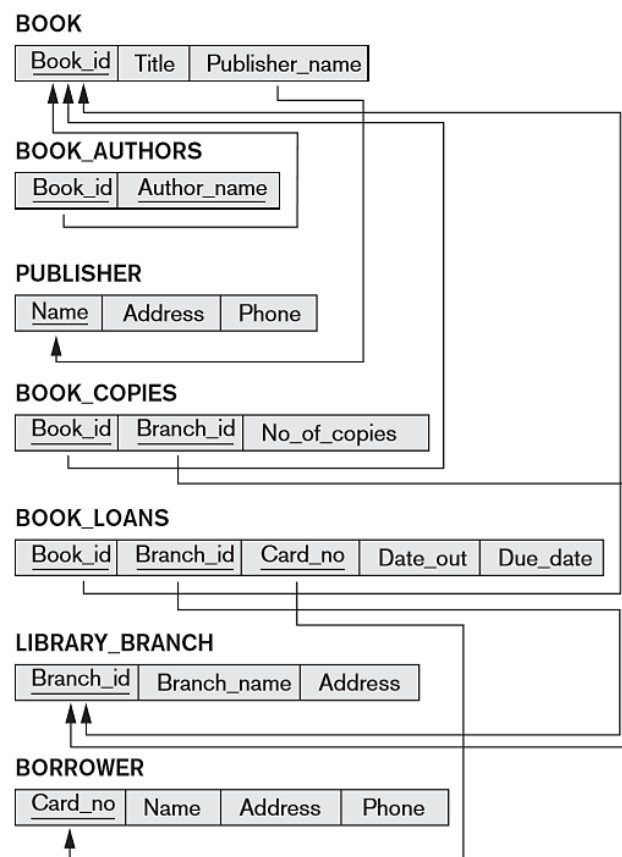 BOOK
Book_id Title Publisher_name
BOOK_AUTHORS
Book_id Author_name
PUBLISHER
Name Address Phone
BOOK_COPIES
Book_id Branch_id No_of_copies
BOOK_LOANS
Book_id Branch_id Card_no Date_out Due_date
LIBRARY_BRANCH
Branch_id Branch_name Address
BORROWER
Card_no Name Address Phone